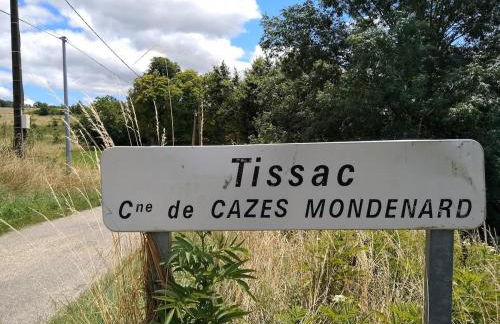 Tissac
Cne de CAZES MONDENARD